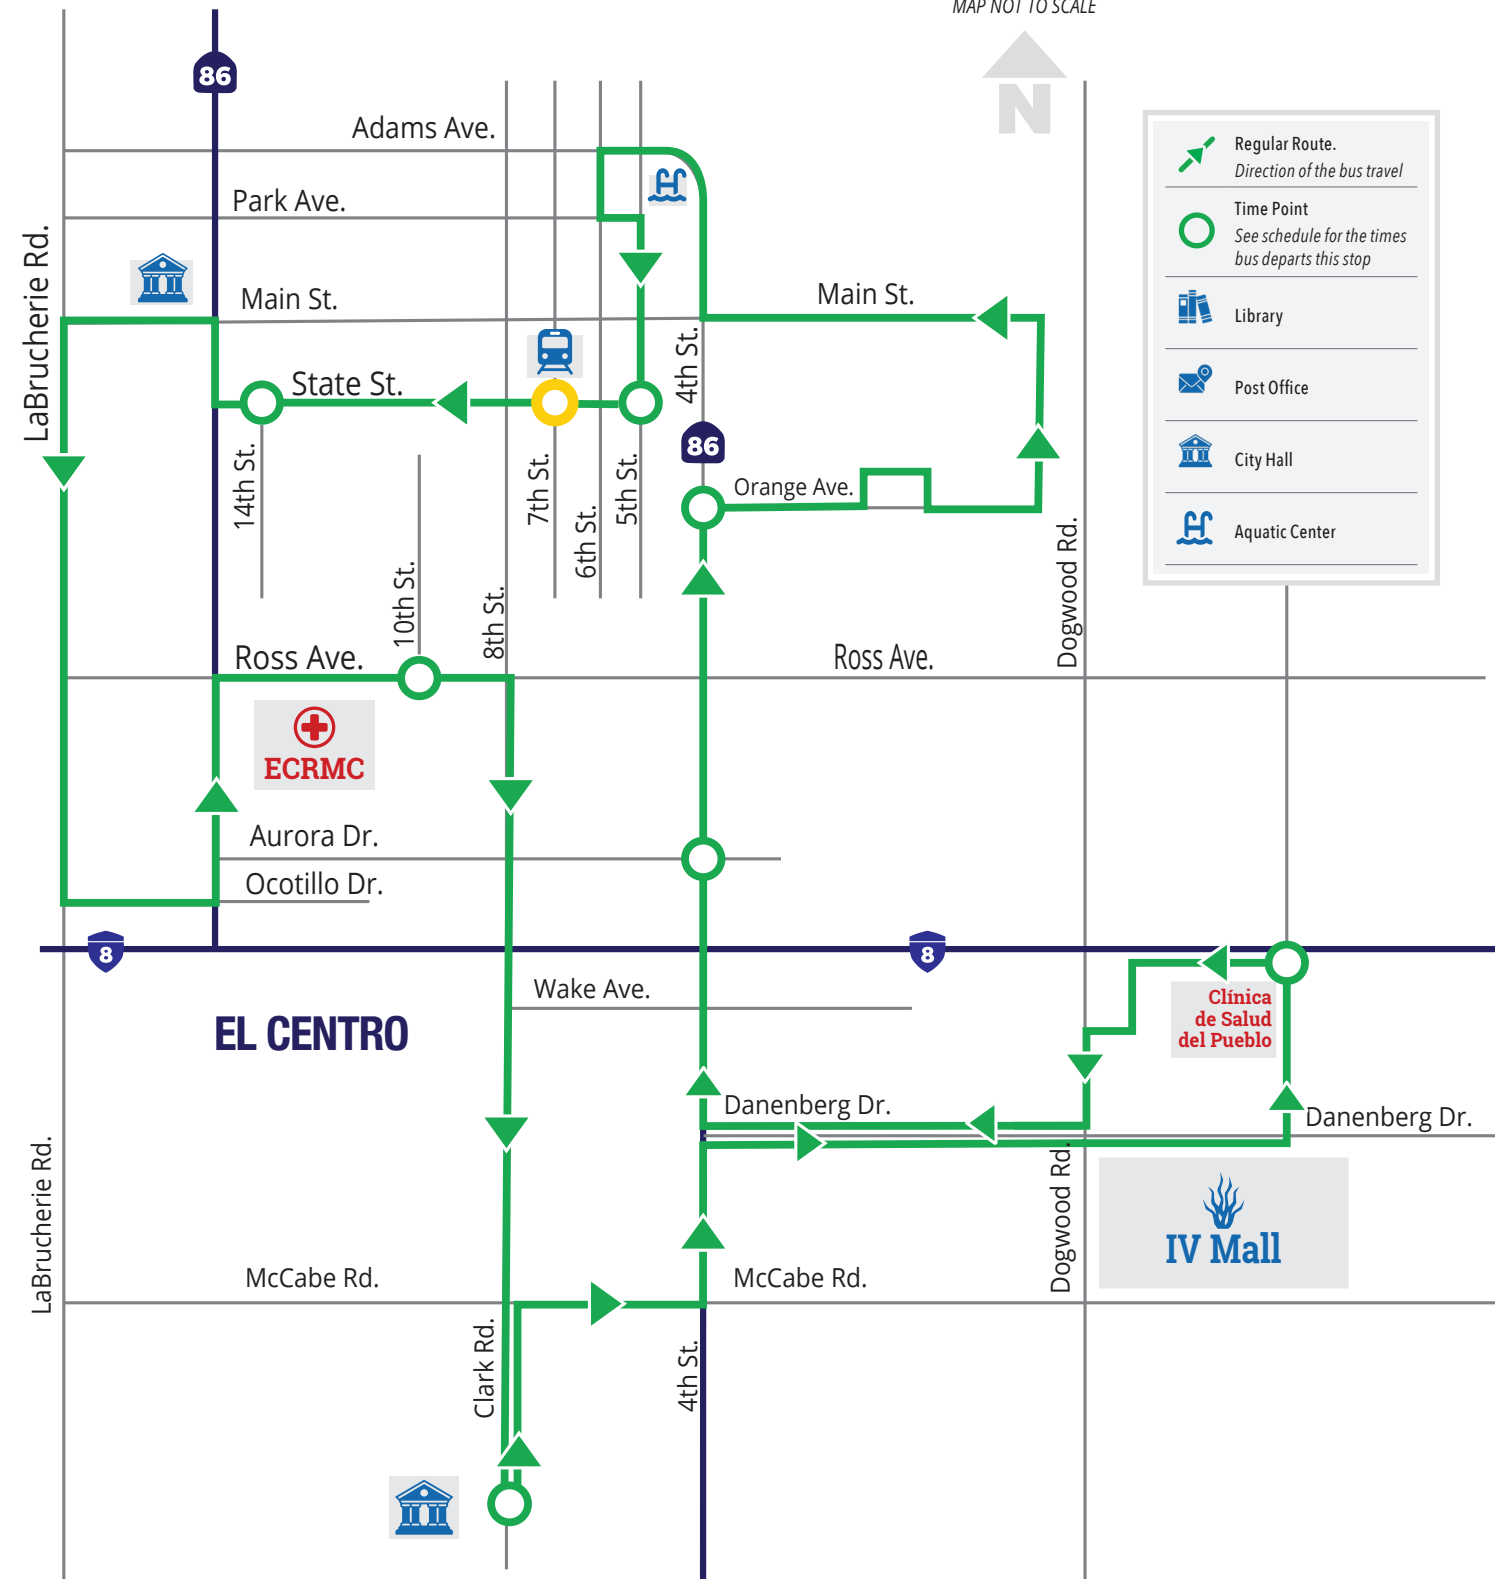 MAP NOT TO SCALE
N
86
Adams Ave.
Park Ave.
LaBrucherie Rd.
Main St.
Main St.
State St.
4th St.
86
14th St.
7th St.
6th St.
5th St.
Orange Ave.
10th St.
8th St.
Dogwood Rd.
Ross Ave.
Ross Ave.
ECRMC
Aurora Dr.
Ocotillo Dr.
8
8
Wake Ave.
EL CENTRO
Clínica
de Salud
del Pueblo
Danenberg Dr.
Danenberg Dr.
LaBrucherie Rd.
Dogwood Rd.
IV Mall
McCabe Rd.
McCabe Rd.
Clark Rd.
4th St.
Regular Route.
Direction of the bus travel
Time Point
See schedule for the times
bus departs this stop
Library
Post Office
City Hall
Aquatic Center